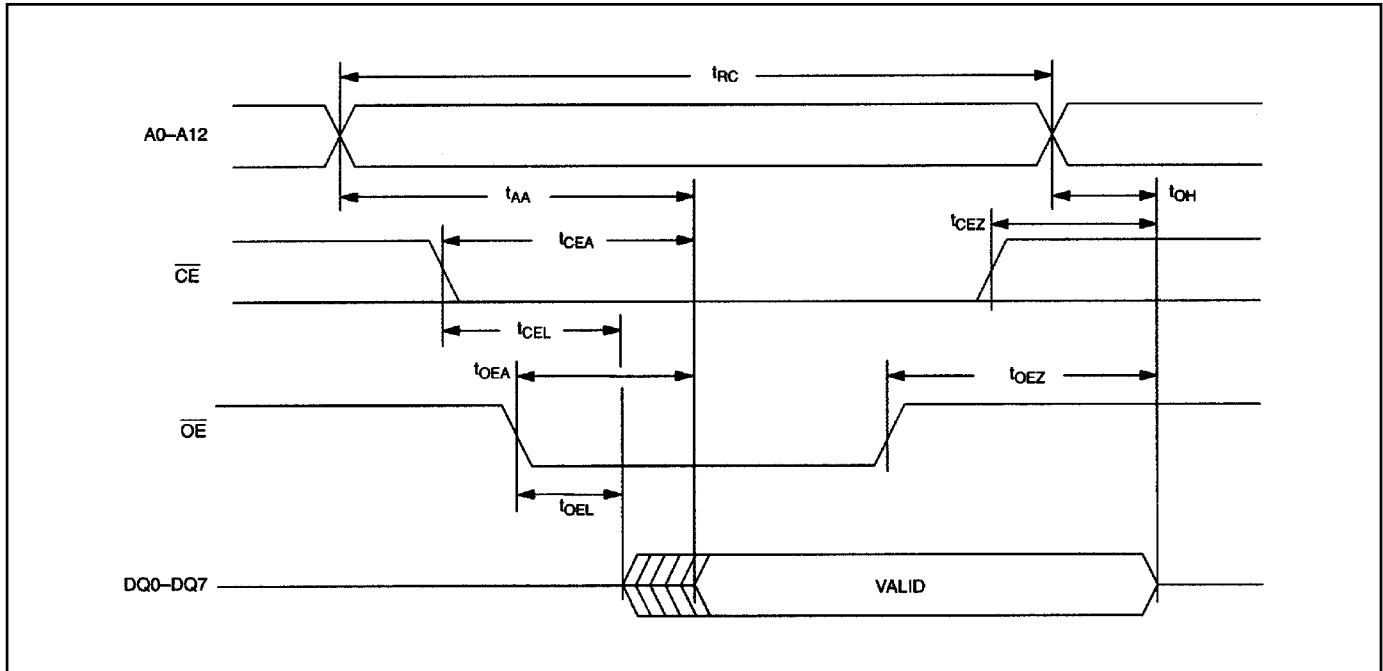 tRC
A0–A12
tAA
tOH
tCEZ
tCEA
CE
tCEL
tOEA
tOEZ
OE
tOEL
DQ0–DQ7
VALID